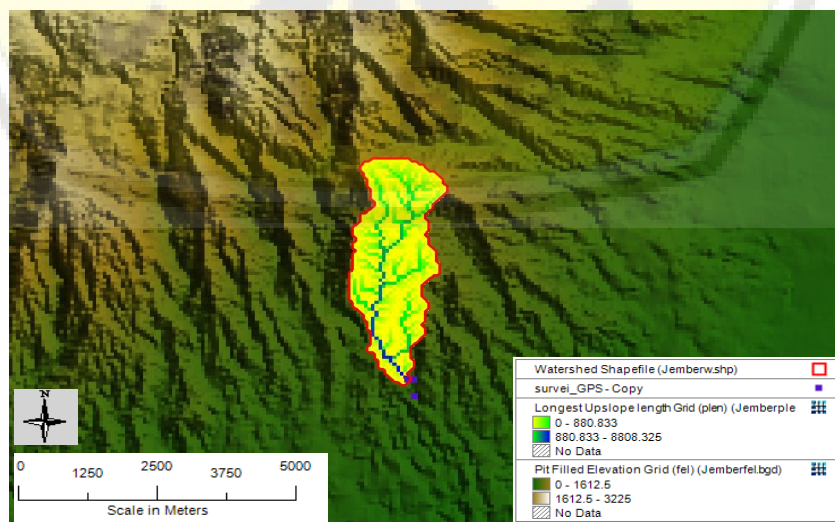 N
0 1250 2500 3750 5000
Scale in Meters
Watershed Shapefile (Jemberw.shp)
survei_GPS - Copy
Longest Upslope length Grid (plen) (Jemberple
0 - 880.833
880.833 - 8808.325
No Data
Pit Filled Elevation Grid (fel) (Jemberfel.bgd)
0 - 1612.5
1612.5 - 3225
No Data